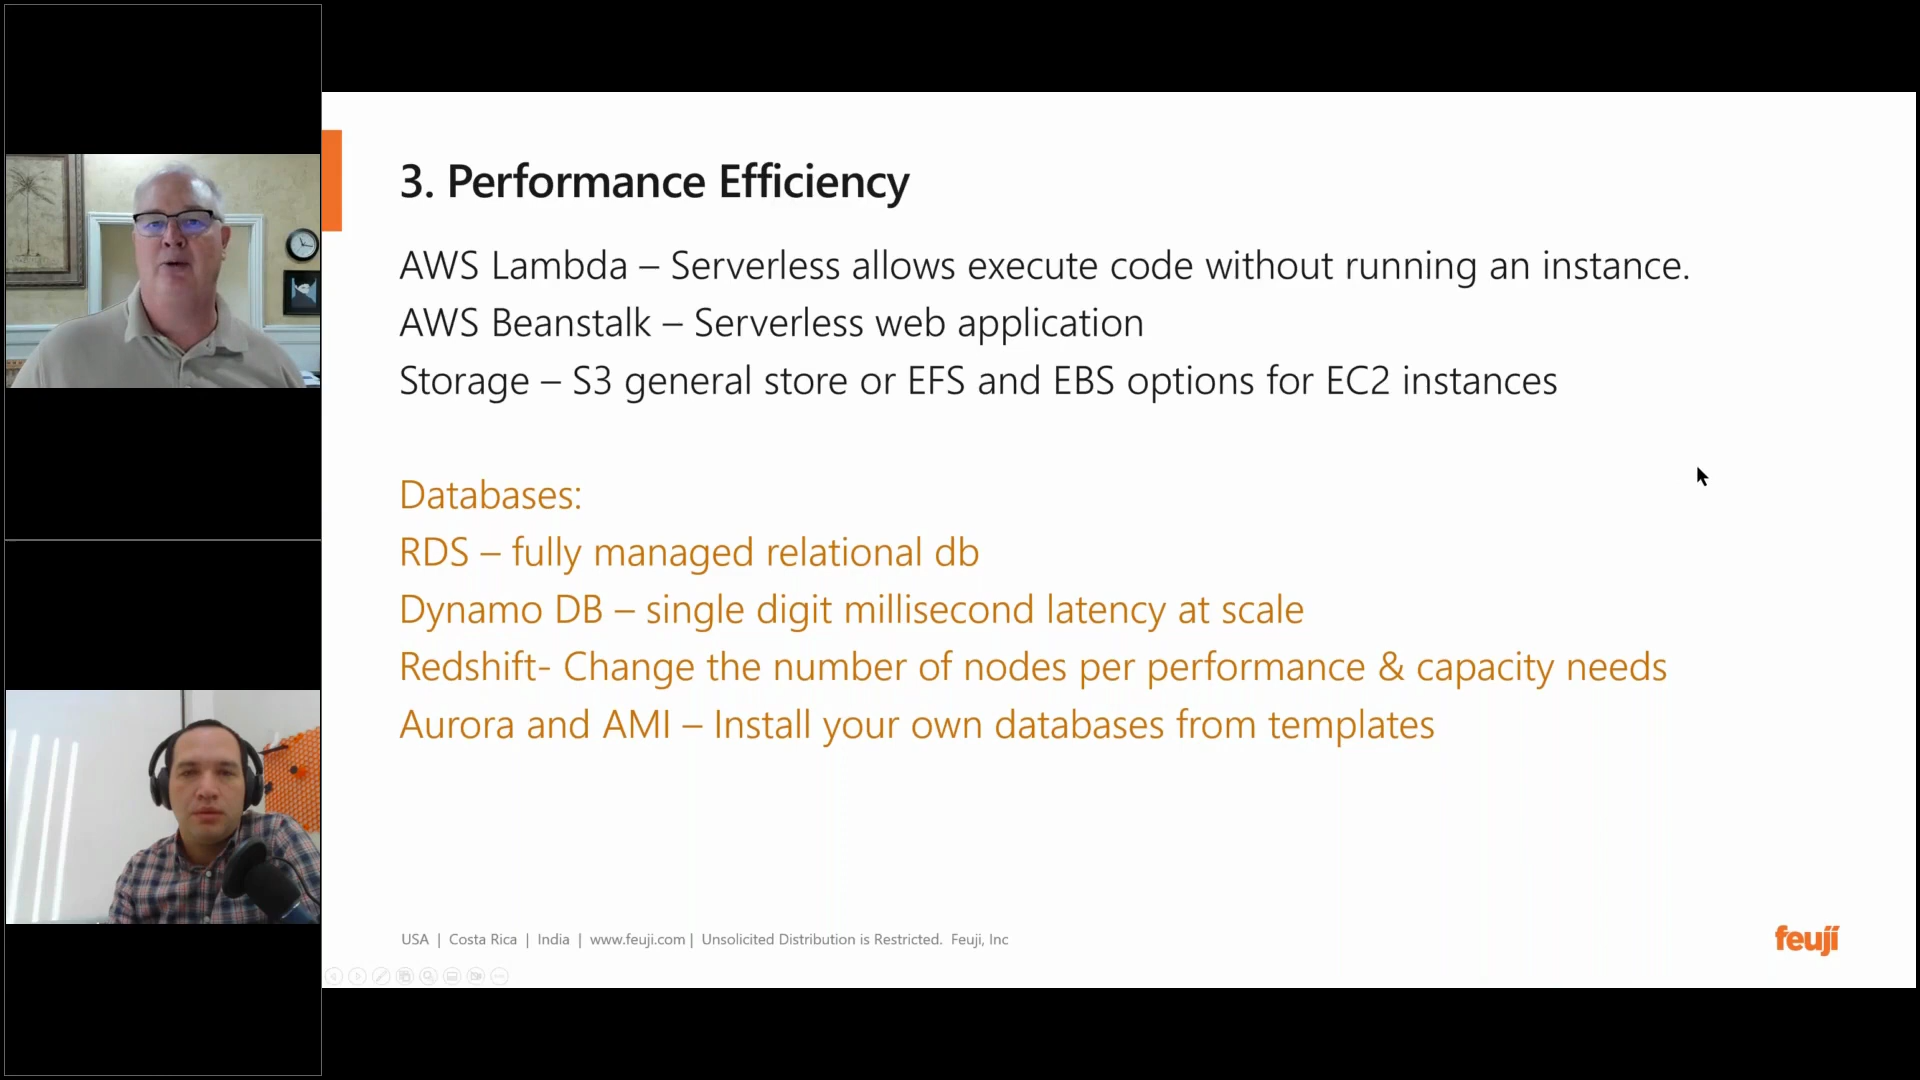 3. Performance Efficiency
AWS Lambda – Serverless allows execute code without running an instance.
AWS Beanstalk – Serverless web application
Storage – S3 general store or EFS and EBS options for EC2 instances
Databases:
RDS – fully managed relational db
Dynamo DB – single digit millisecond latency at scale
Redshift- Change the number of nodes per performance & capacity needs
Aurora and AMI – Install your own databases from templates
USA | Costa Rica | India | www.feuji.com | Unsolicited Distribution is Restricted. Feuji, Inc
feuji